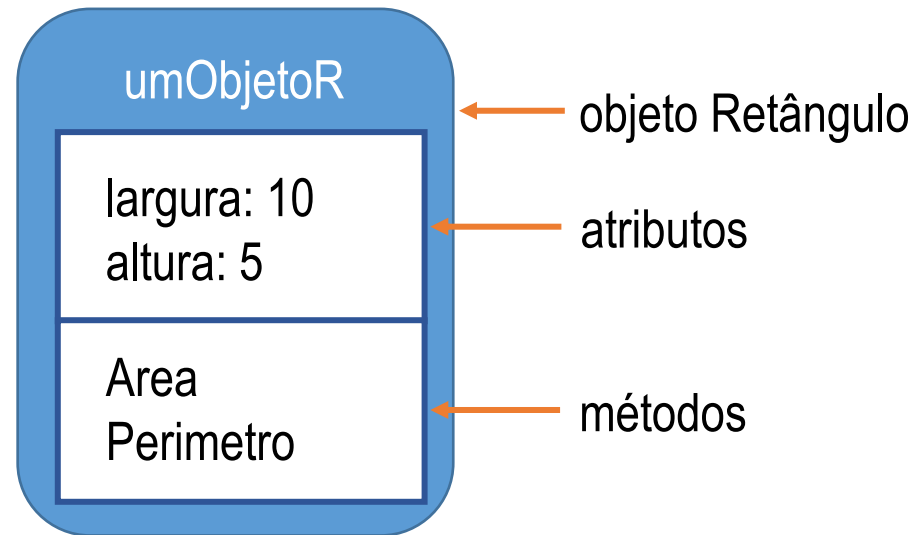 umObjetoR
objeto Retângulo
largura: 10
altura: 5
atributos
Area
Perimetro
métodos